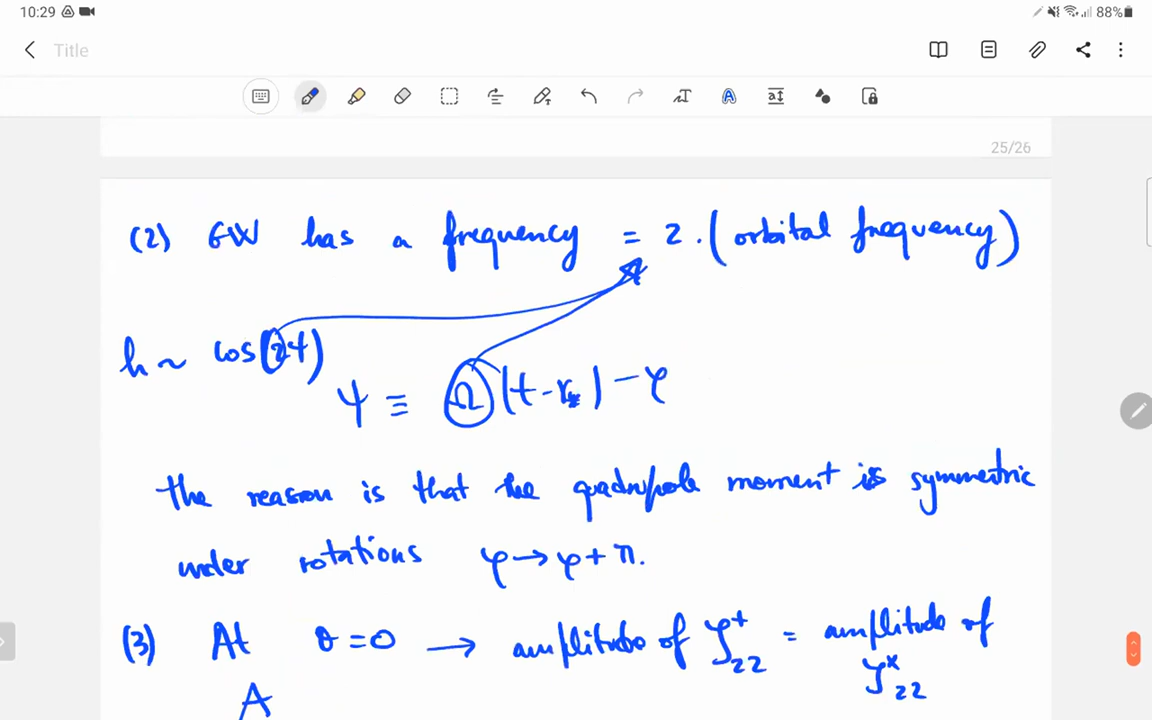 10:29
88%
Title
25/26
(2) GW has a frequency = 2 . (orbital frequency)
h ~ cos(2ψ)
ψ ≡ Ω (t - r*) - φ
the reason is that the quadrupole moment is symmetric
under rotations φ → φ + π.
(3) At θ = 0 → amplitude of Y⁺₂₂ = amplitude of
Yˣ₂₂
A